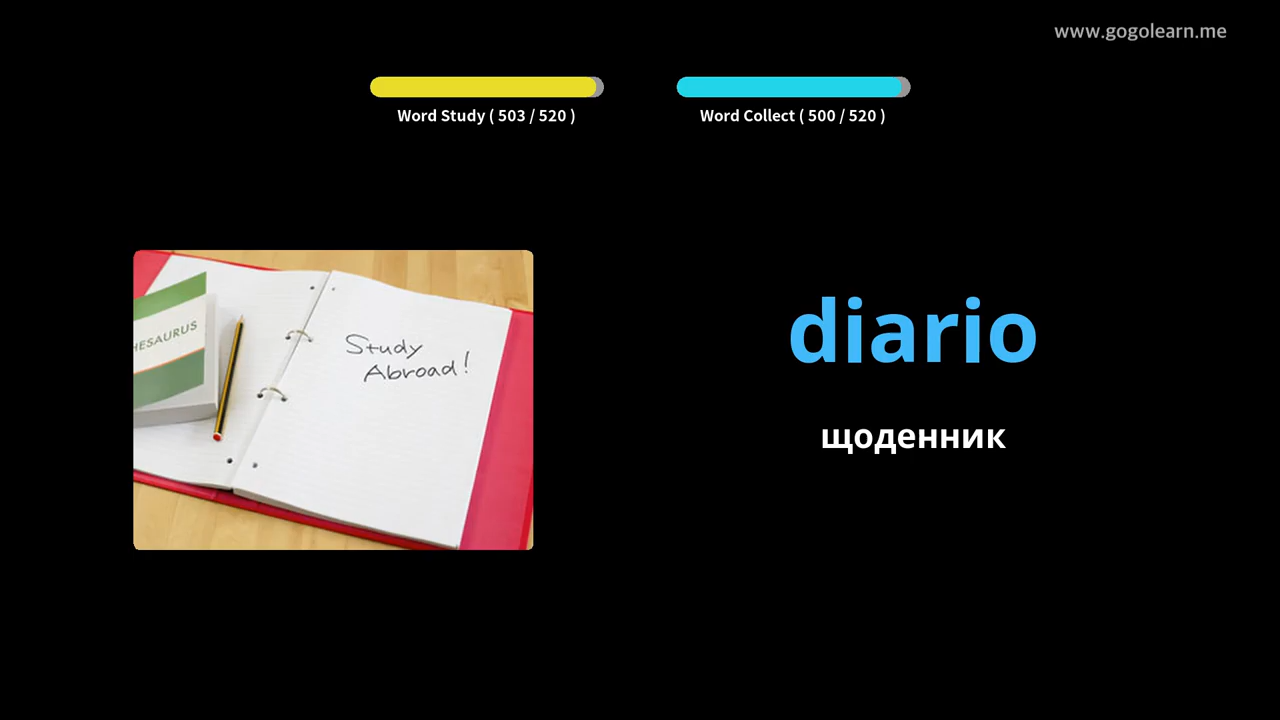 www.gogolearn.me
Word Study ( 503 / 520 )
Word Collect ( 500 / 520 )
HESAURUS
Study
Abroad!
diario
щоденник